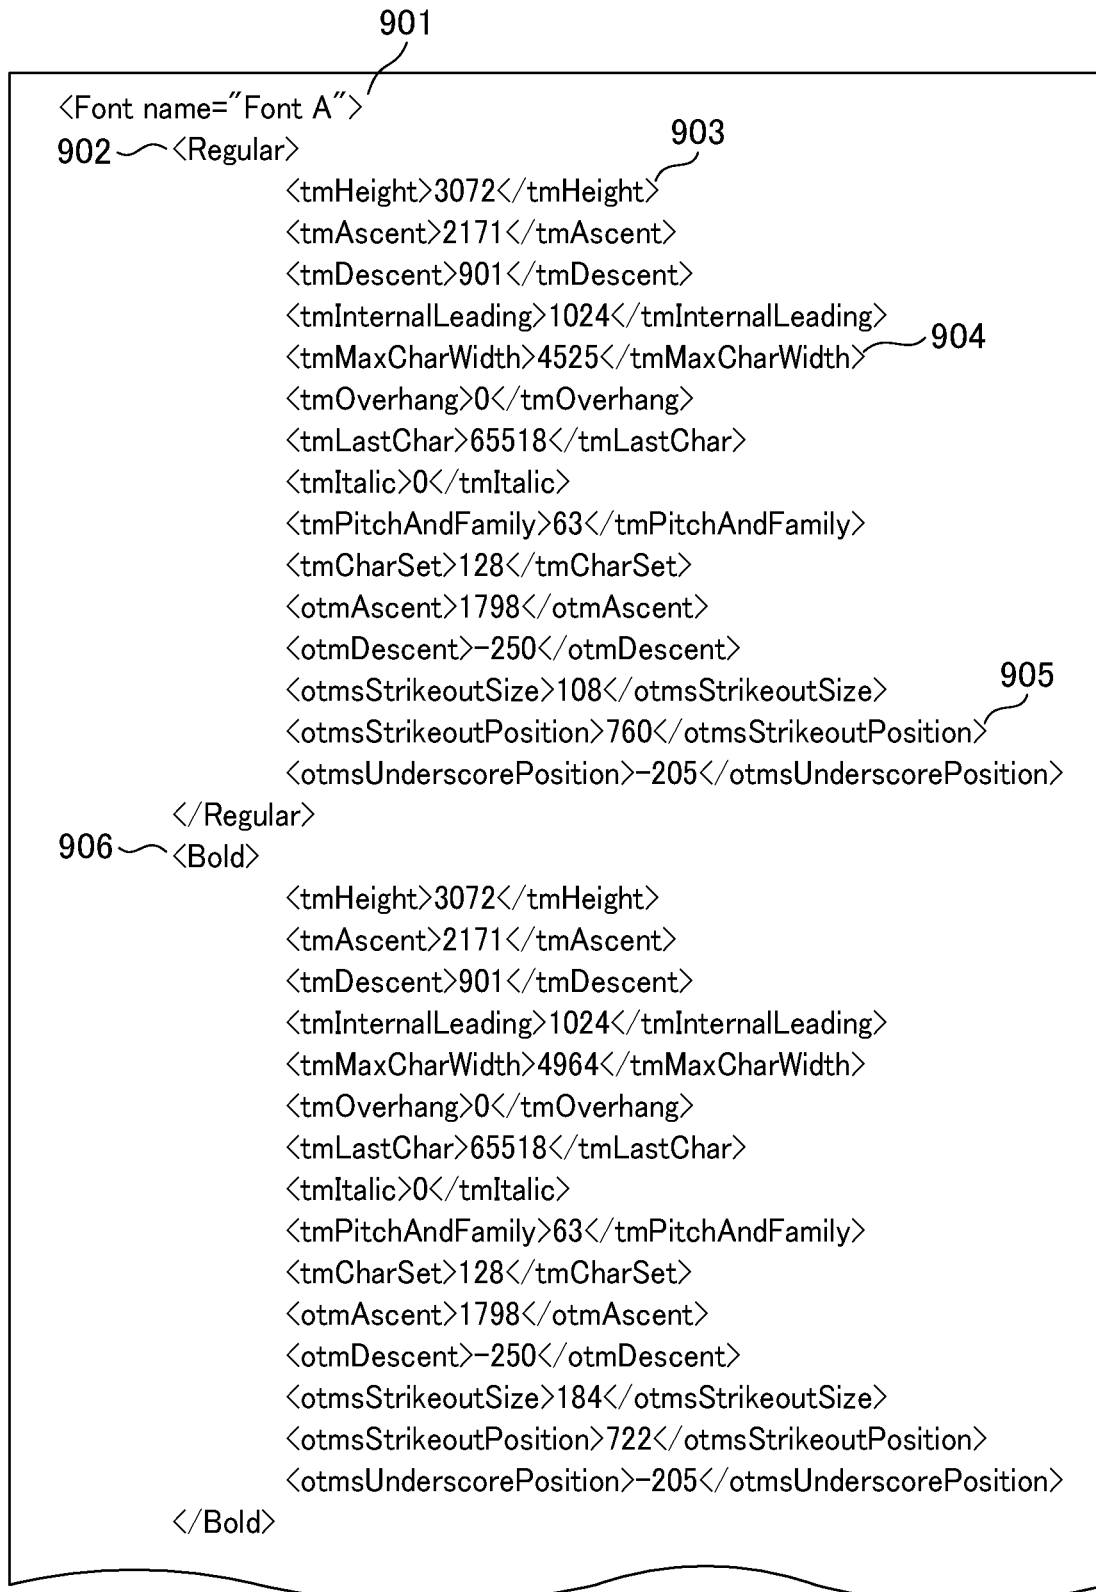 901
<Font name="Font A">
902 <Regular>
903
<tmHeight>3072</tmHeight>
<tmAscent>2171</tmAscent>
<tmDescent>901</tmDescent>
<tmInternalLeading>1024</tmInternalLeading>
<tmMaxCharWidth>4525</tmMaxCharWidth> 904
<tmOverhang>0</tmOverhang>
<tmLastChar>65518</tmLastChar>
<tmItalic>0</tmItalic>
<tmPitchAndFamily>63</tmPitchAndFamily>
<tmCharSet>128</tmCharSet>
<otmAscent>1798</otmAscent>
<otmDescent>-250</otmDescent>
<otmsStrikeoutSize>108</otmsStrikeoutSize> 905
<otmsStrikeoutPosition>760</otmsStrikeoutPosition>
<otmsUnderscorePosition>-205</otmsUnderscorePosition>
</Regular>
906 <Bold>
<tmHeight>3072</tmHeight>
<tmAscent>2171</tmAscent>
<tmDescent>901</tmDescent>
<tmInternalLeading>1024</tmInternalLeading>
<tmMaxCharWidth>4964</tmMaxCharWidth>
<tmOverhang>0</tmOverhang>
<tmLastChar>65518</tmLastChar>
<tmItalic>0</tmItalic>
<tmPitchAndFamily>63</tmPitchAndFamily>
<tmCharSet>128</tmCharSet>
<otmAscent>1798</otmAscent>
<otmDescent>-250</otmDescent>
<otmsStrikeoutSize>184</otmsStrikeoutSize>
<otmsStrikeoutPosition>722</otmsStrikeoutPosition>
<otmsUnderscorePosition>-205</otmsUnderscorePosition>
</Bold>